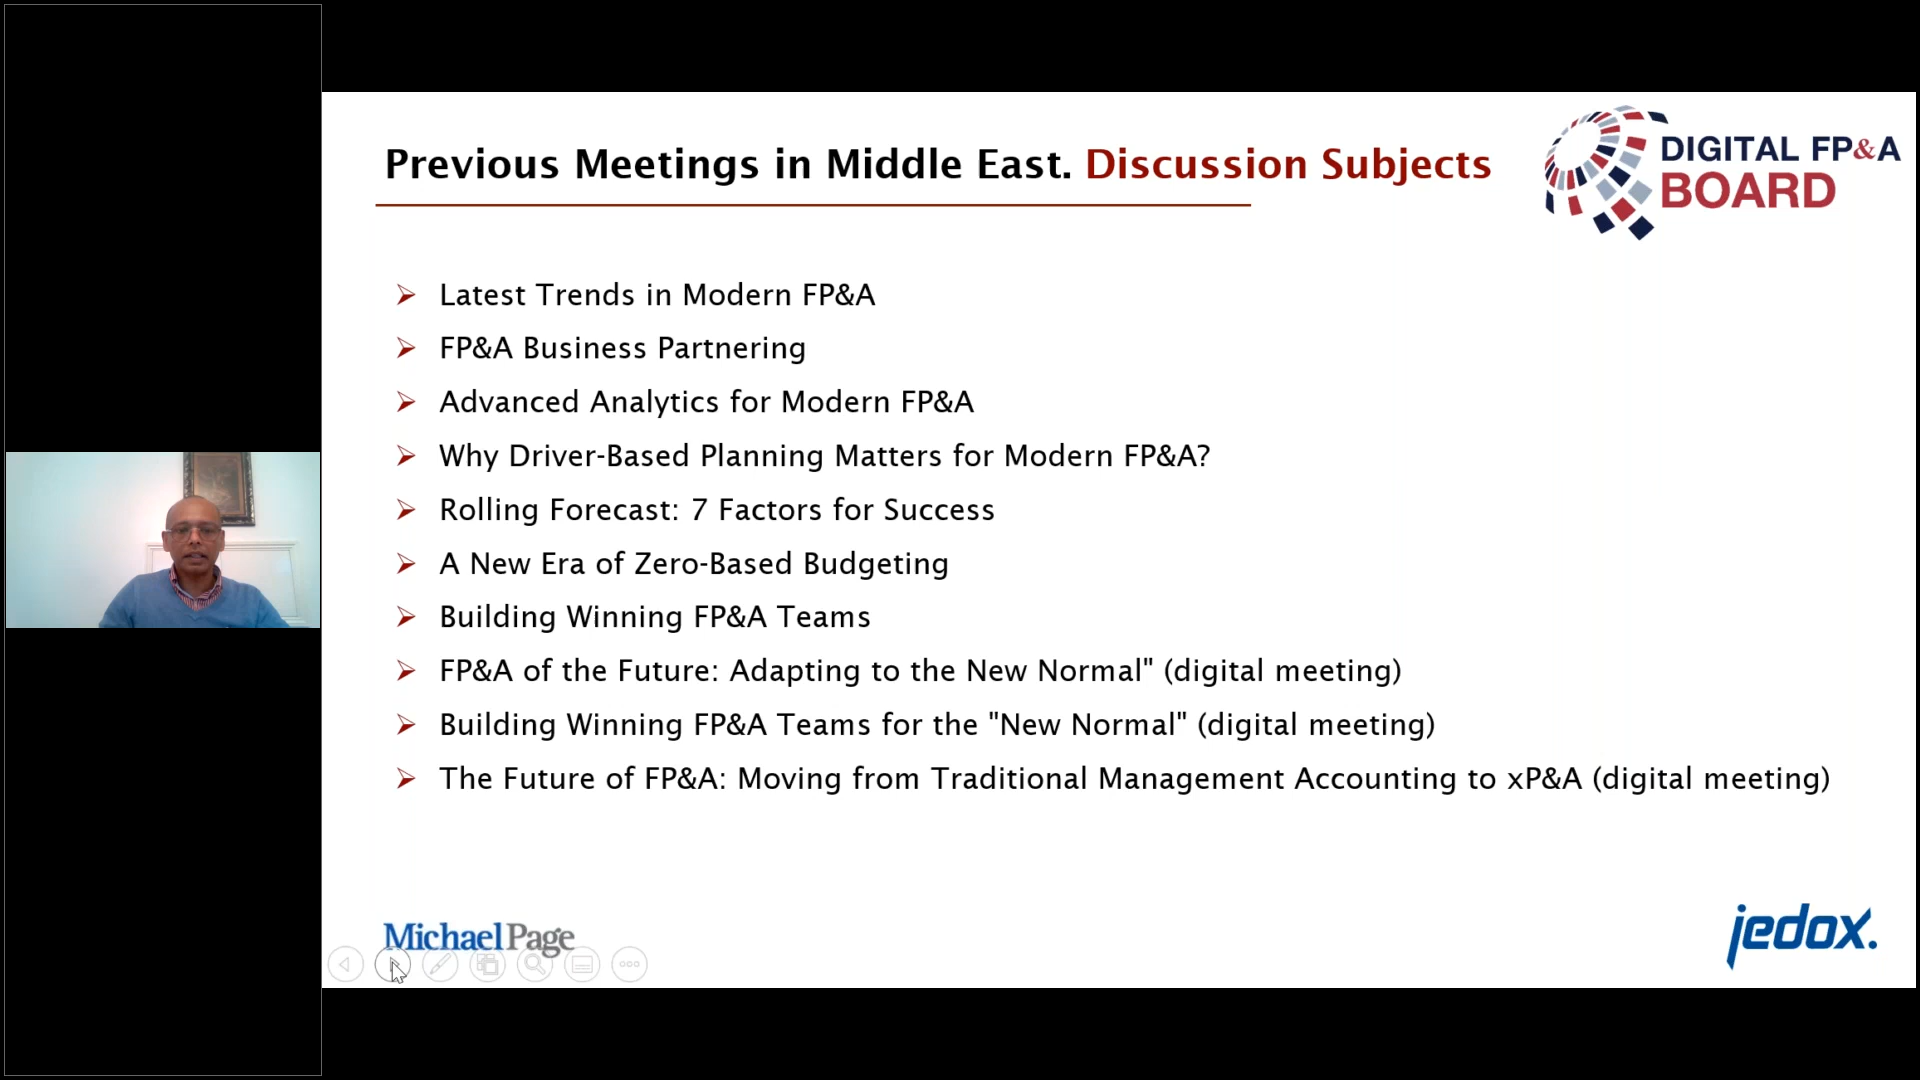 Previous Meetings in Middle East. Discussion Subjects
DIGITAL FP&A
BOARD
Latest Trends in Modern FP&A
FP&A Business Partnering
Advanced Analytics for Modern FP&A
Why Driver-Based Planning Matters for Modern FP&A?
Rolling Forecast: 7 Factors for Success
A New Era of Zero-Based Budgeting
Building Winning FP&A Teams
FP&A of the Future: Adapting to the New Normal" (digital meeting)
Building Winning FP&A Teams for the "New Normal" (digital meeting)
The Future of FP&A: Moving from Traditional Management Accounting to xP&A (digital meeting)
MichaelPage
jedox.